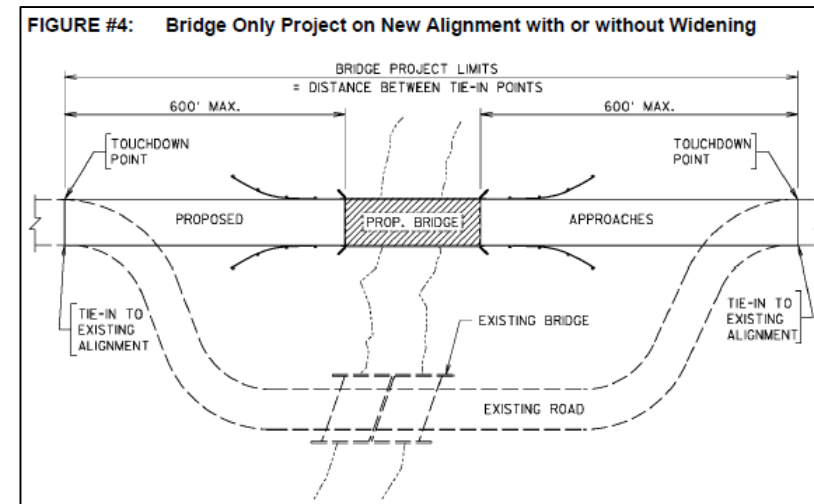 FIGURE #4: Bridge Only Project on New Alignment with or without Widening
BRIDGE PROJECT LIMITS
= DISTANCE BETWEEN TIE-IN POINTS
600' MAX.
600' MAX.
TOUCHDOWN
POINT
TOUCHDOWN
POINT
PROPOSED
PROP. BRIDGE
APPROACHES
TIE-IN TO
EXISTING
ALIGNMENT
EXISTING BRIDGE
TIE-IN TO
EXISTING
ALIGNMENT
EXISTING ROAD